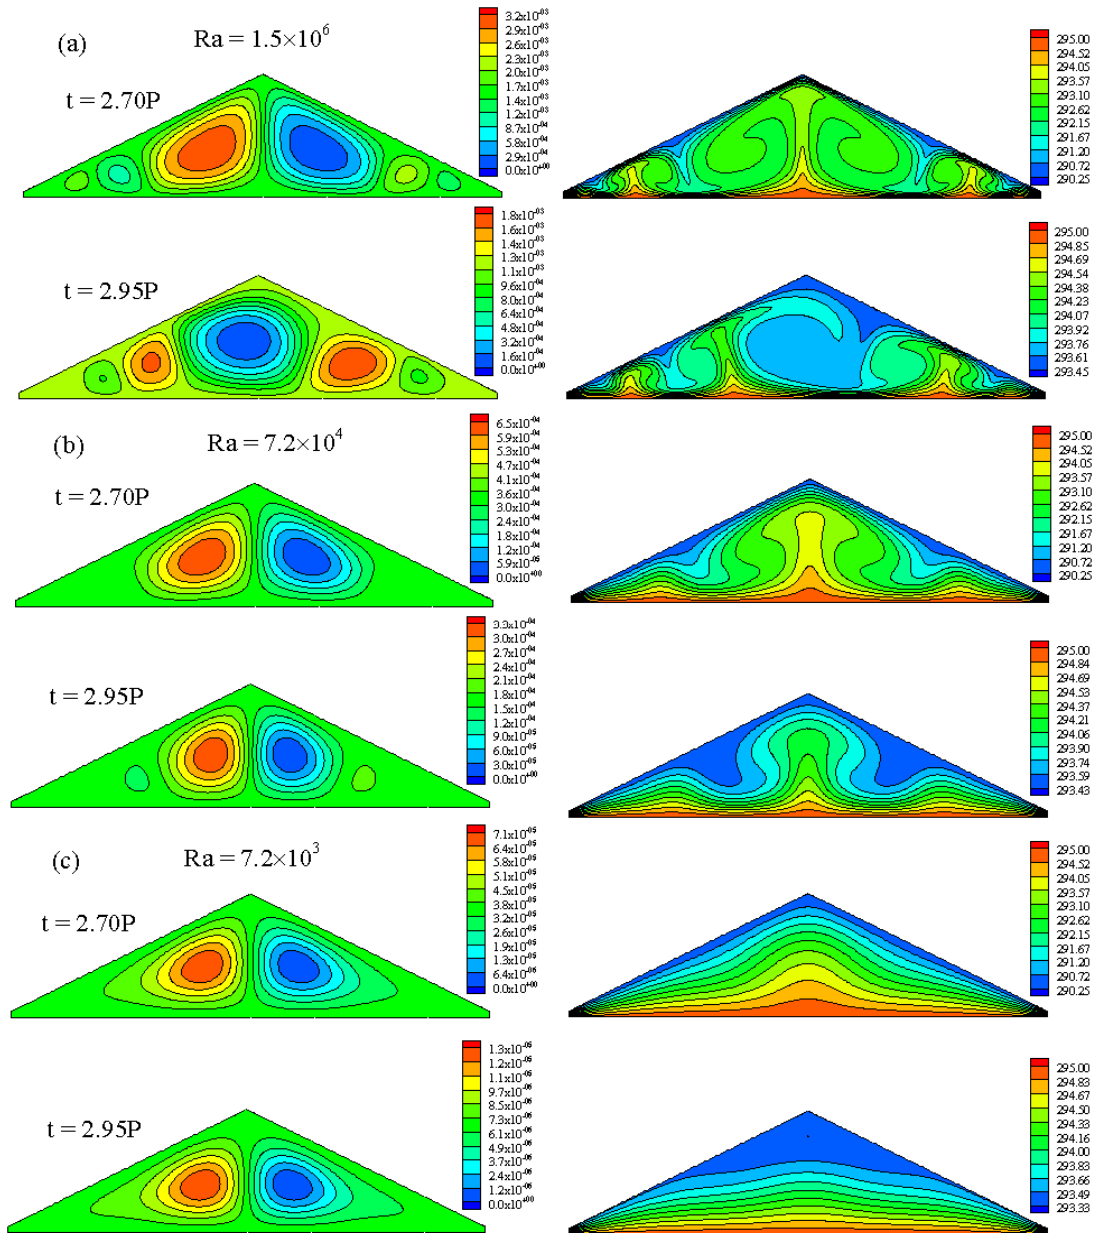 (a)
Ra = 1.5×10⁶
t = 2.70P
3.2x10⁻⁰³
2.9x10⁻⁰³
2.6x10⁻⁰³
2.3x10⁻⁰³
2.0x10⁻⁰³
1.7x10⁻⁰³
1.4x10⁻⁰³
1.2x10⁻⁰³
8.7x10⁻⁰⁴
5.8x10⁻⁰⁴
2.9x10⁻⁰⁴
0.0x10⁺⁰⁰
295.00
294.52
294.05
293.57
293.10
292.62
292.15
291.67
291.20
290.72
290.25
t = 2.95P
1.8x10⁻⁰³
1.6x10⁻⁰³
1.4x10⁻⁰³
1.3x10⁻⁰³
1.1x10⁻⁰³
9.6x10⁻⁰⁴
8.0x10⁻⁰⁴
6.4x10⁻⁰⁴
4.8x10⁻⁰⁴
3.2x10⁻⁰⁴
1.6x10⁻⁰⁴
0.0x10⁺⁰⁰
295.00
294.85
294.69
294.54
294.38
294.23
294.07
293.92
293.76
293.61
293.45
(b)
Ra = 7.2×10⁴
t = 2.70P
6.5x10⁻⁰⁴
5.9x10⁻⁰⁴
5.3x10⁻⁰⁴
4.7x10⁻⁰⁴
4.1x10⁻⁰⁴
3.6x10⁻⁰⁴
3.0x10⁻⁰⁴
2.4x10⁻⁰⁴
1.8x10⁻⁰⁴
1.2x10⁻⁰⁴
5.9x10⁻⁰⁵
0.0x10⁺⁰⁰
295.00
294.52
294.05
293.57
293.10
292.62
292.15
291.67
291.20
290.72
290.25
t = 2.95P
3.3x10⁻⁰⁴
3.0x10⁻⁰⁴
2.7x10⁻⁰⁴
2.4x10⁻⁰⁴
2.1x10⁻⁰⁴
1.8x10⁻⁰⁴
1.5x10⁻⁰⁴
1.2x10⁻⁰⁴
9.0x10⁻⁰⁵
6.0x10⁻⁰⁵
3.0x10⁻⁰⁵
0.0x10⁺⁰⁰
295.00
294.84
294.69
294.53
294.37
294.21
294.06
293.90
293.74
293.59
293.43
(c)
Ra = 7.2×10³
t = 2.70P
7.1x10⁻⁰⁵
6.4x10⁻⁰⁵
5.8x10⁻⁰⁵
5.1x10⁻⁰⁵
4.5x10⁻⁰⁵
3.8x10⁻⁰⁵
3.2x10⁻⁰⁵
2.6x10⁻⁰⁵
1.9x10⁻⁰⁵
1.3x10⁻⁰⁵
6.4x10⁻⁰⁶
0.0x10⁺⁰⁰
295.00
294.52
294.05
293.57
293.10
292.62
292.15
291.67
291.20
290.72
290.25
t = 2.95P
1.3x10⁻⁰⁵
1.2x10⁻⁰⁵
1.1x10⁻⁰⁵
9.7x10⁻⁰⁶
8.5x10⁻⁰⁶
7.3x10⁻⁰⁶
6.1x10⁻⁰⁶
4.9x10⁻⁰⁶
3.7x10⁻⁰⁶
2.4x10⁻⁰⁶
1.2x10⁻⁰⁶
0.0x10⁺⁰⁰
295.00
294.83
294.67
294.50
294.33
294.16
294.00
293.83
293.66
293.49
293.33